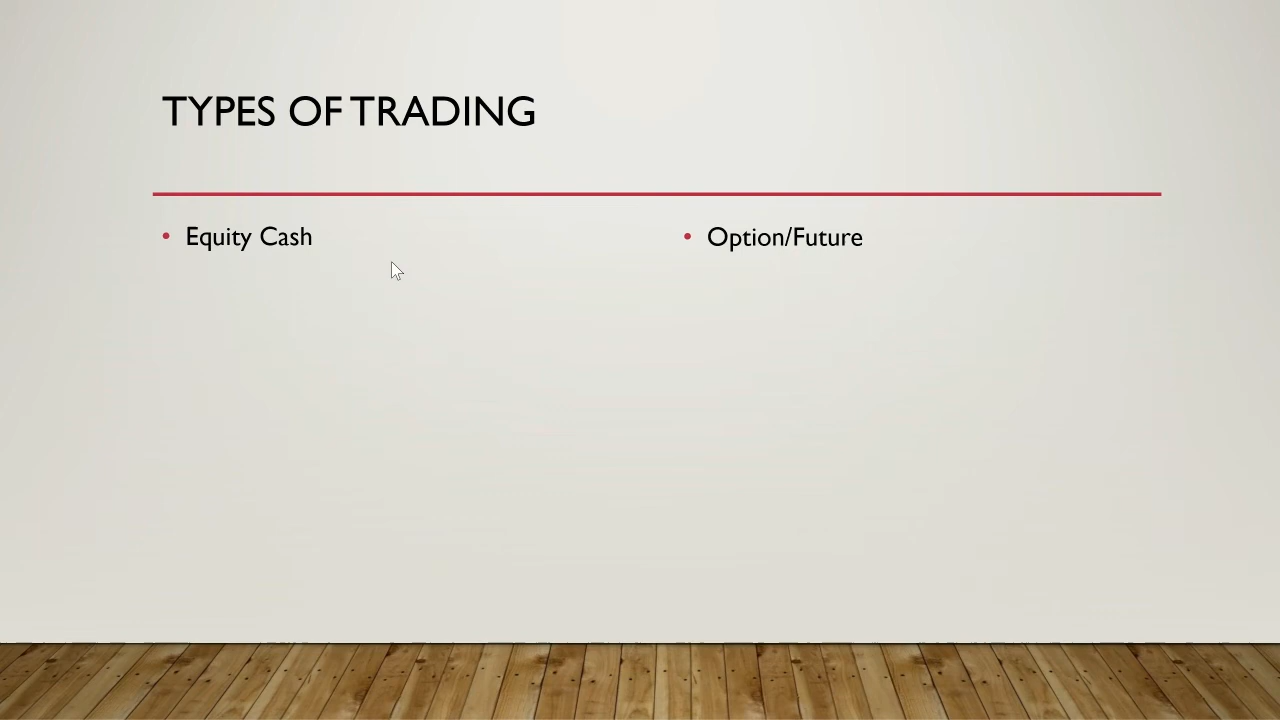 TYPES OF TRADING
• Equity Cash
• Option/Future